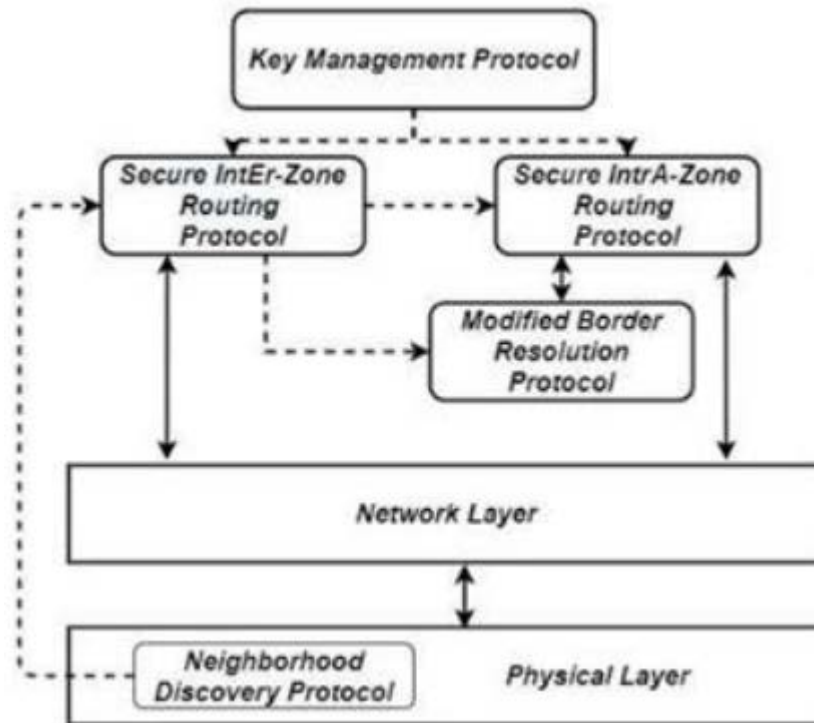 Key Management Protocol
Secure IntEr-Zone
Routing
Protocol
Secure IntrA-Zone
Routing
Protocol
Modified Border
Resolution
Protocol
Network Layer
Neighborhood
Discovery Protocol
Physical Layer